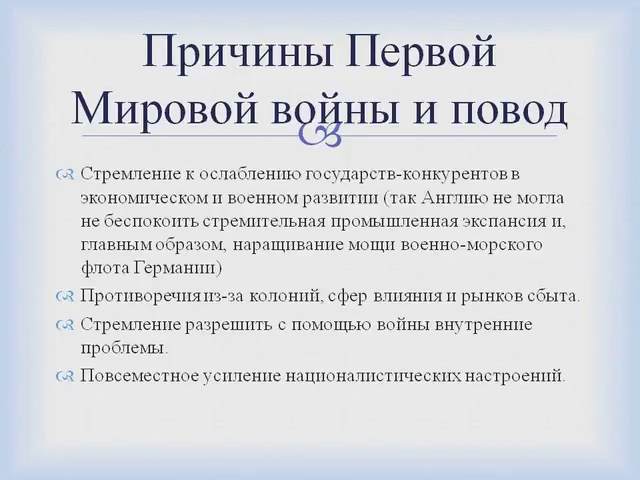 Причины Первой
Мировой войны и повод
Стремление к ослаблению государств-конкурентов в
экономическом и военном развитии (так Англию не могла
не беспокоить стремительная промышленная экспансия и,
главным образом, наращивание мощи военно-морского
флота Германии)
Противоречия из-за колоний, сфер влияния и рынков сбыта.
Стремление разрешить с помощью войны внутренние
проблемы.
Повсеместное усиление националистических настроений.